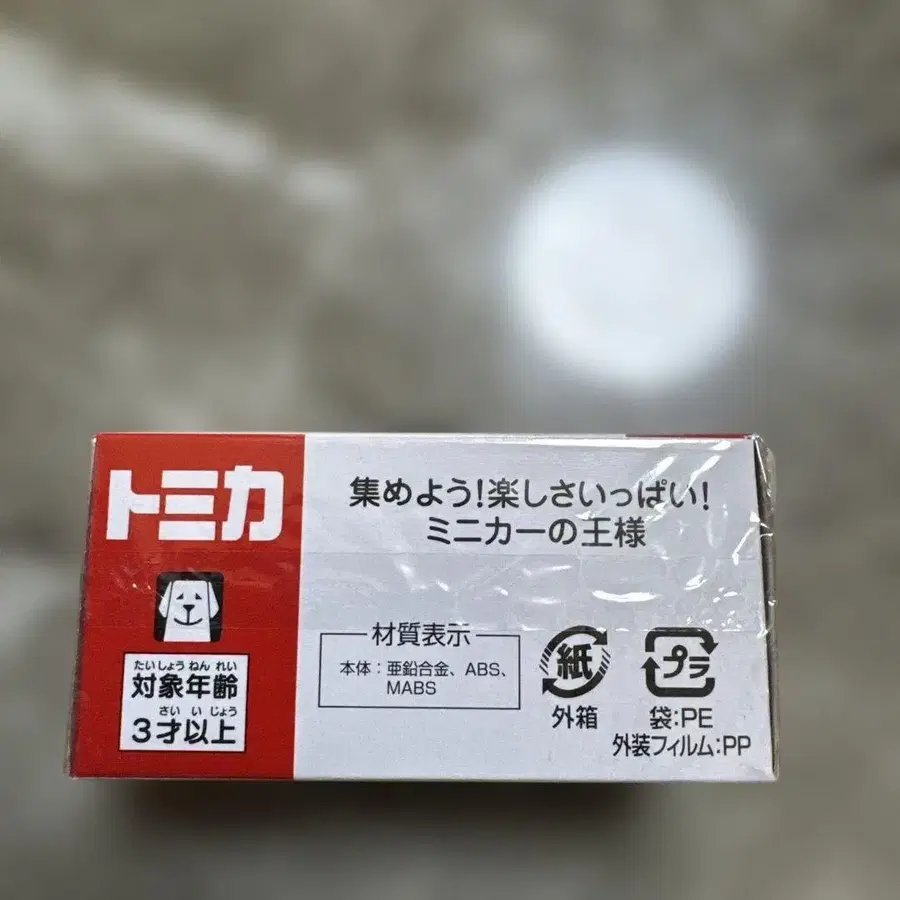 トミカ
たいしょうねんれい
対象年齢
さいいじょう
3才以上
集めよう!楽しさいっぱい!
ミニカーの王様
材質表示
本体:亜鉛合金、ABS、
MABS
紙
外箱
プラ
袋:PE
外装フィルム:PP